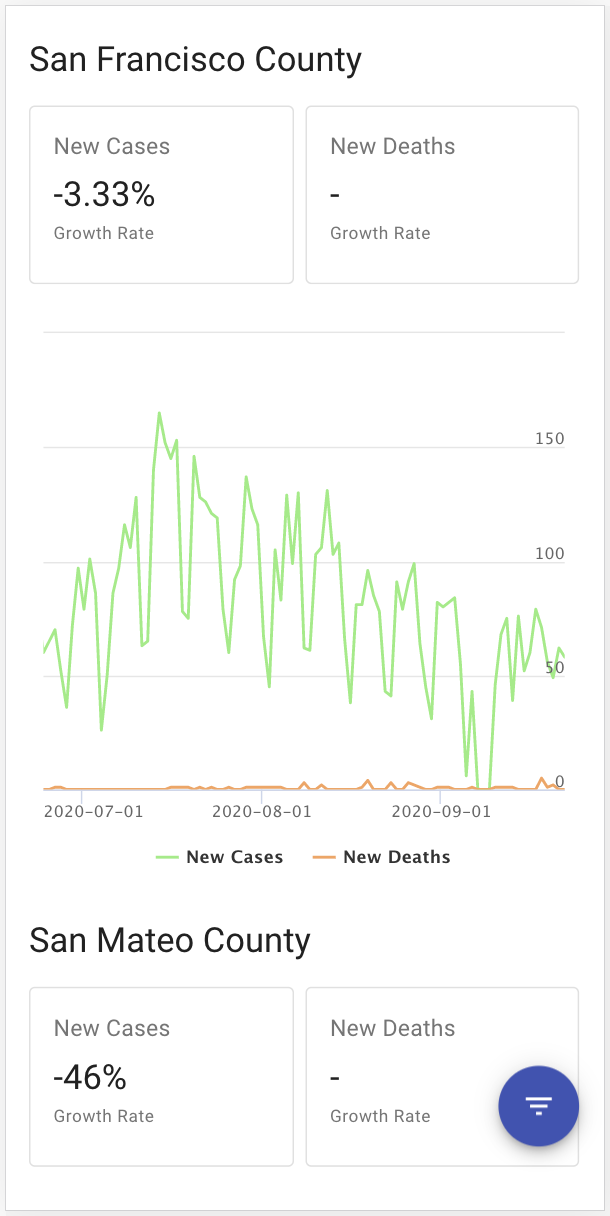 San Francisco County
New Cases
-3.33%
Growth Rate
New Deaths
-
Growth Rate
150
100
50
0
2020-07-01
2020-08-01
2020-09-01
New Cases
New Deaths
San Mateo County
New Cases
-46%
Growth Rate
New Deaths
-
Growth Rate